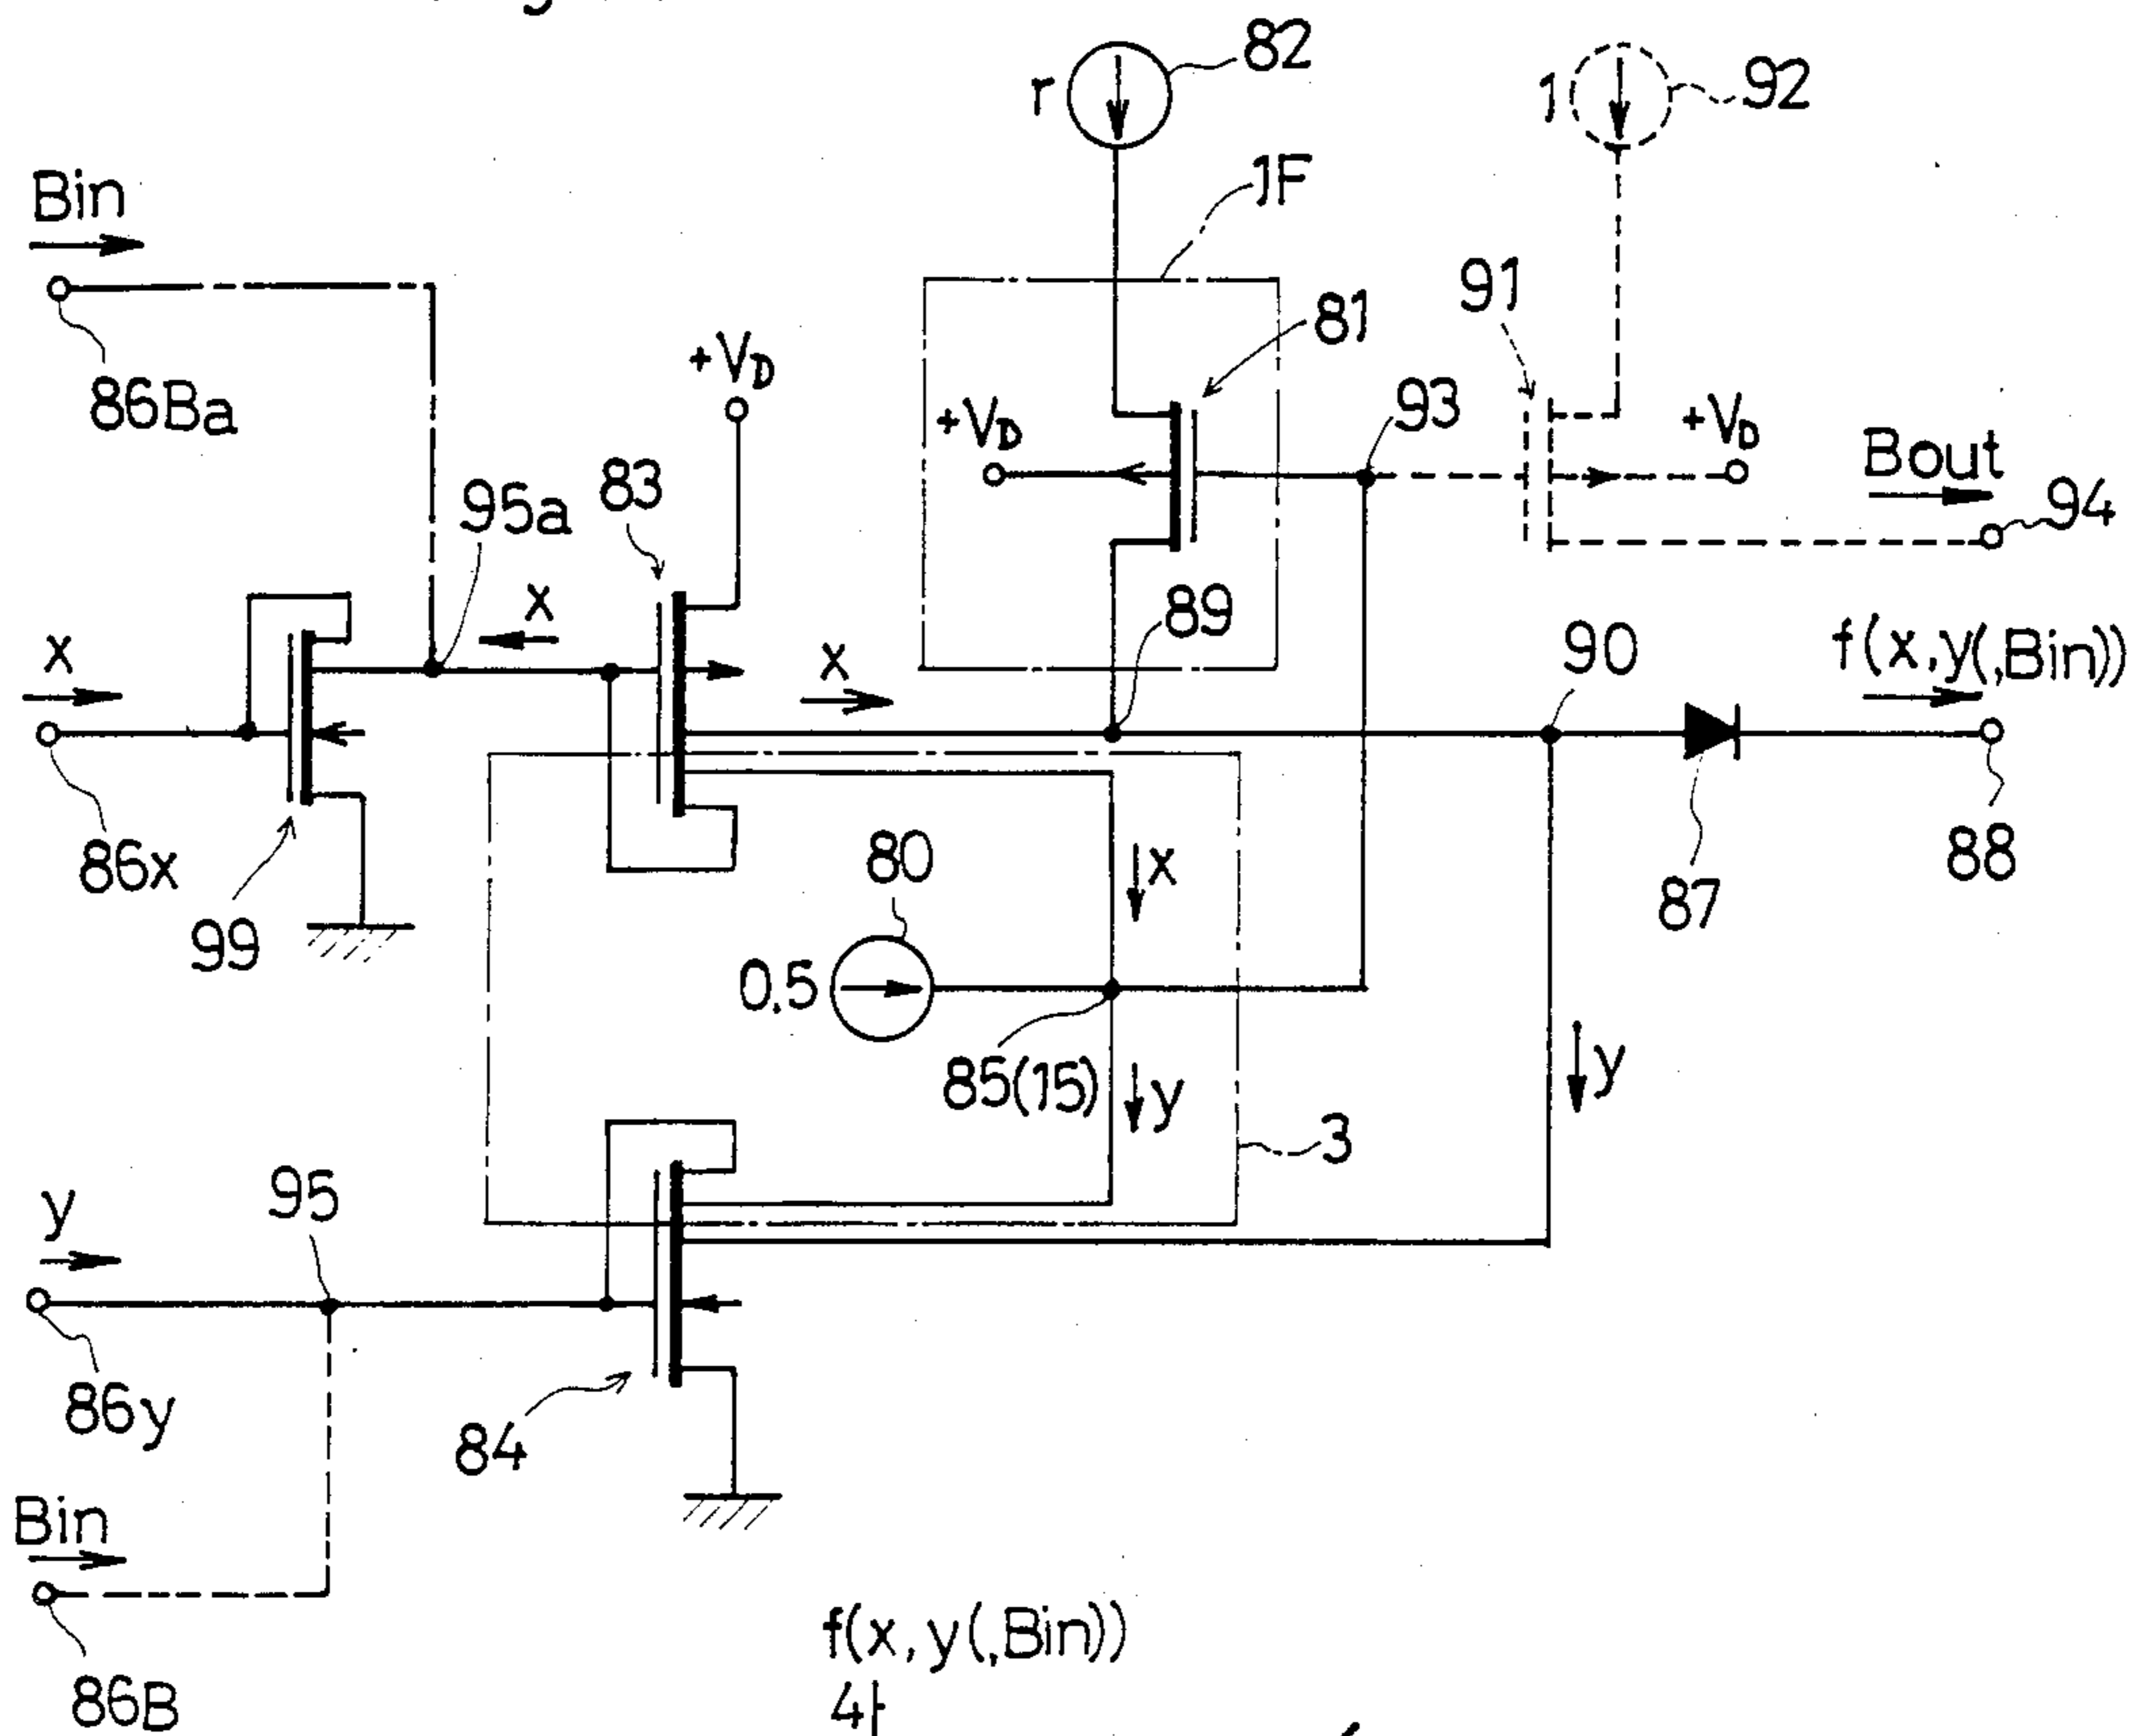 g
82
r
1
92
Bin
1F
91
81
86Ba
+VD
93
+VD
+VD
Bout
83
94
95a
x
89
90
f(x,y(,Bin))
x
x
80
x
88
86x
99
87
0.5
85(15)
y
y
3
95
y
86y
84
Bin
f(x,y(,Bin))
86B
4